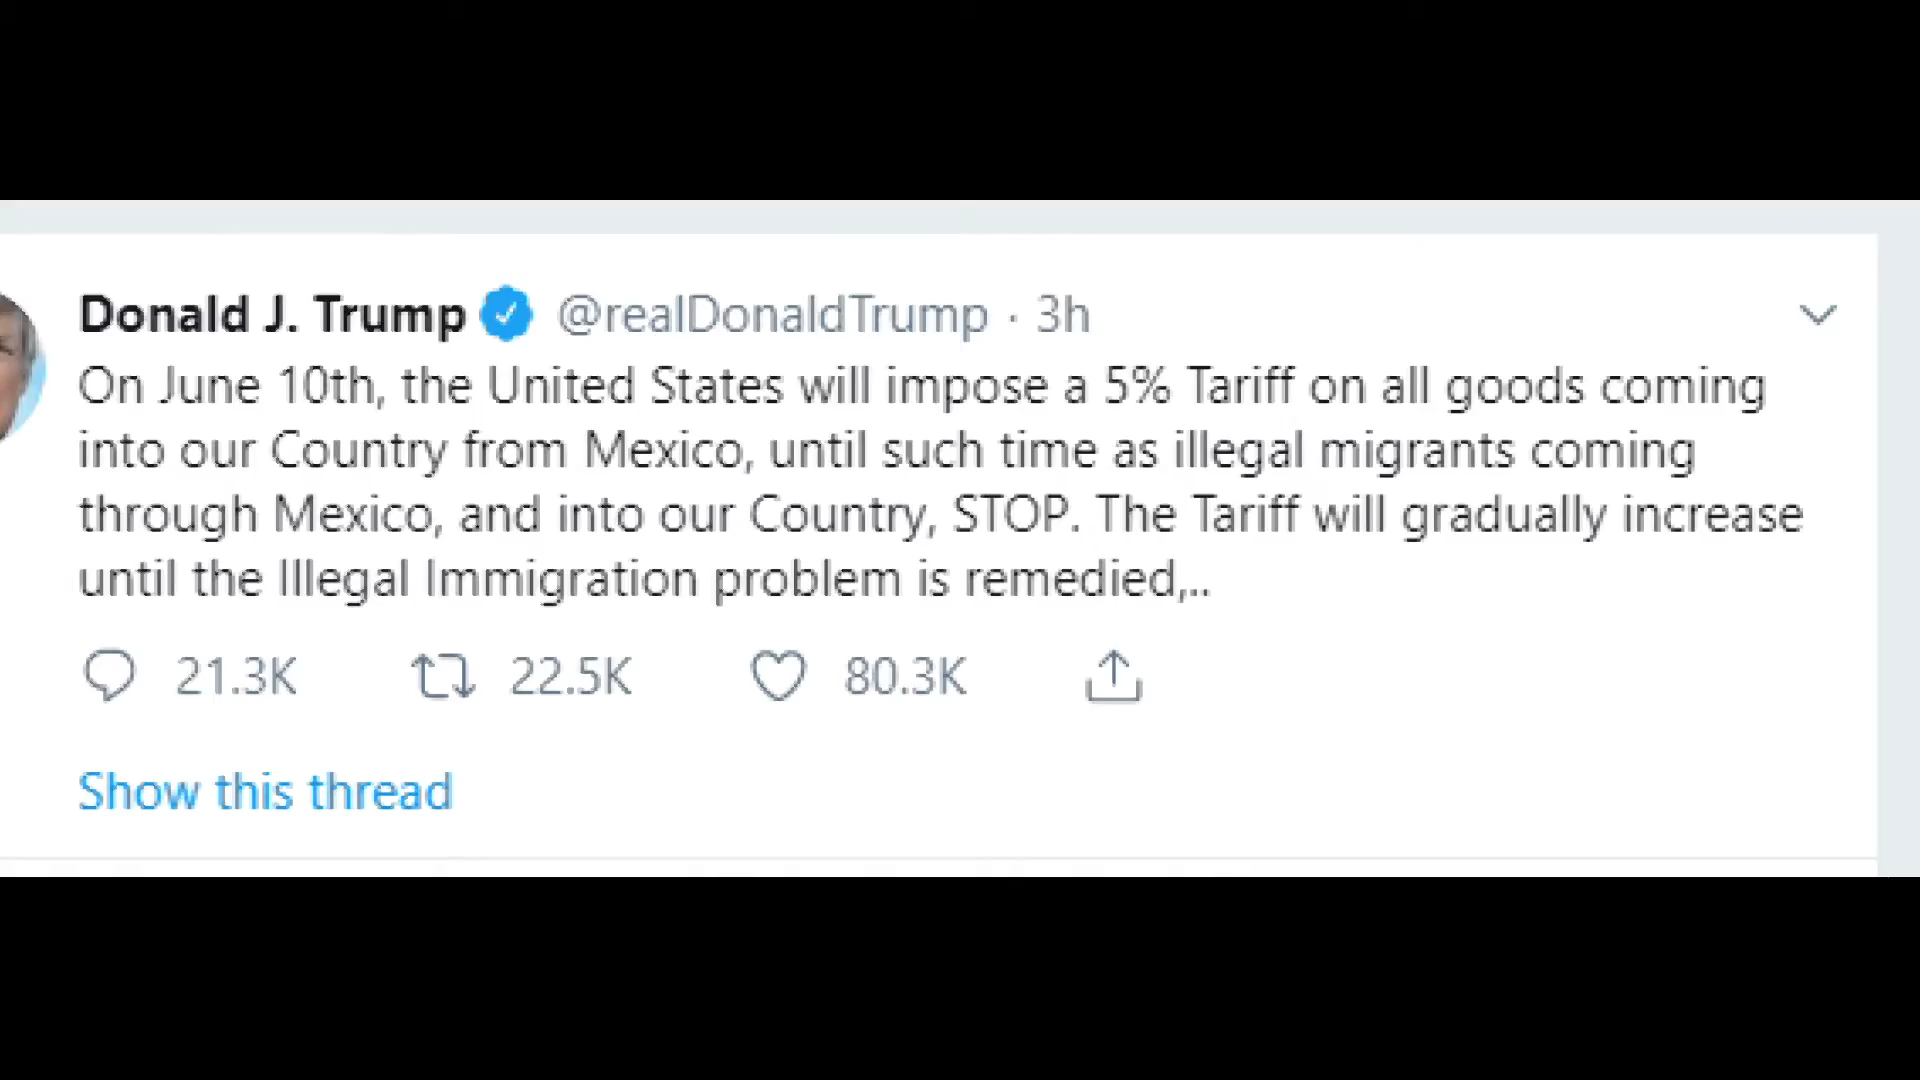 Donald J. Trump @realDonaldTrump · 3h
On June 10th, the United States will impose a 5% Tariff on all goods coming
into our Country from Mexico, until such time as illegal migrants coming
through Mexico, and into our Country, STOP. The Tariff will gradually increase
until the Illegal Immigration problem is remedied,..
21.3K 22.5K 80.3K
Show this thread